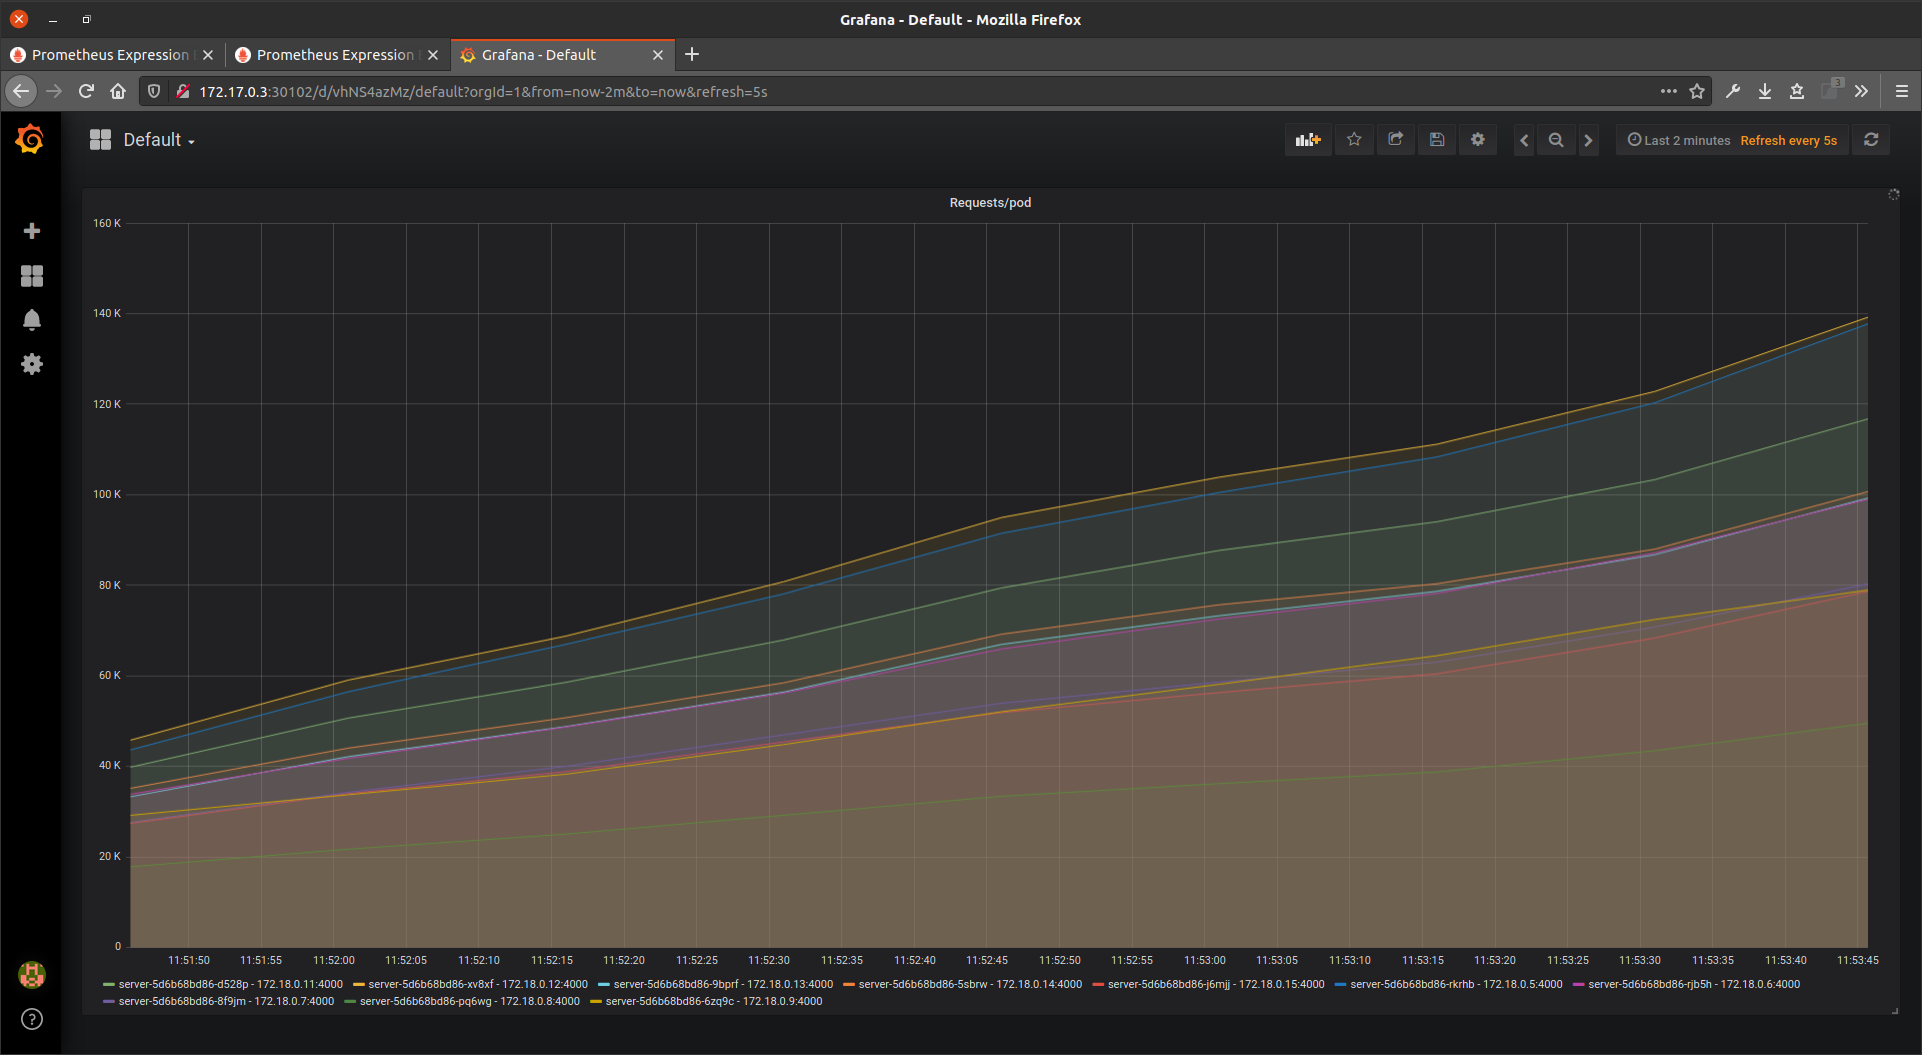 Grafana - Default - Mozilla Firefox
Prometheus Expression
Prometheus Expression
Grafana - Default
172.17.0.3:30102/d/vhNS4azMz/default?orgId=1&from=now-2m&to=now&refresh=5s
3
Default
Last 2 minutes Refresh every 5s
Requests/pod
160 K
140 K
120 K
100 K
80 K
60 K
40 K
20 K
0
11:51:50 11:51:55 11:52:00 11:52:05 11:52:10 11:52:15 11:52:20 11:52:25 11:52:30 11:52:35 11:52:40 11:52:45 11:52:50 11:52:55 11:53:00 11:53:05 11:53:10 11:53:15 11:53:20 11:53:25 11:53:30 11:53:35 11:53:40 11:53:45
server-5d6b68bd86-d528p - 172.18.0.11:4000 server-5d6b68bd86-xv8xf - 172.18.0.12:4000 server-5d6b68bd86-9bprf - 172.18.0.13:4000 server-5d6b68bd86-5sbrw - 172.18.0.14:4000 server-5d6b68bd86-j6mjj - 172.18.0.15:4000 server-5d6b68bd86-rkrhb - 172.18.0.5:4000 server-5d6b68bd86-rjb5h - 172.18.0.6:4000
server-5d6b68bd86-8f9jm - 172.18.0.7:4000 server-5d6b68bd86-pq6wg - 172.18.0.8:4000 server-5d6b68bd86-6zq9c - 172.18.0.9:4000